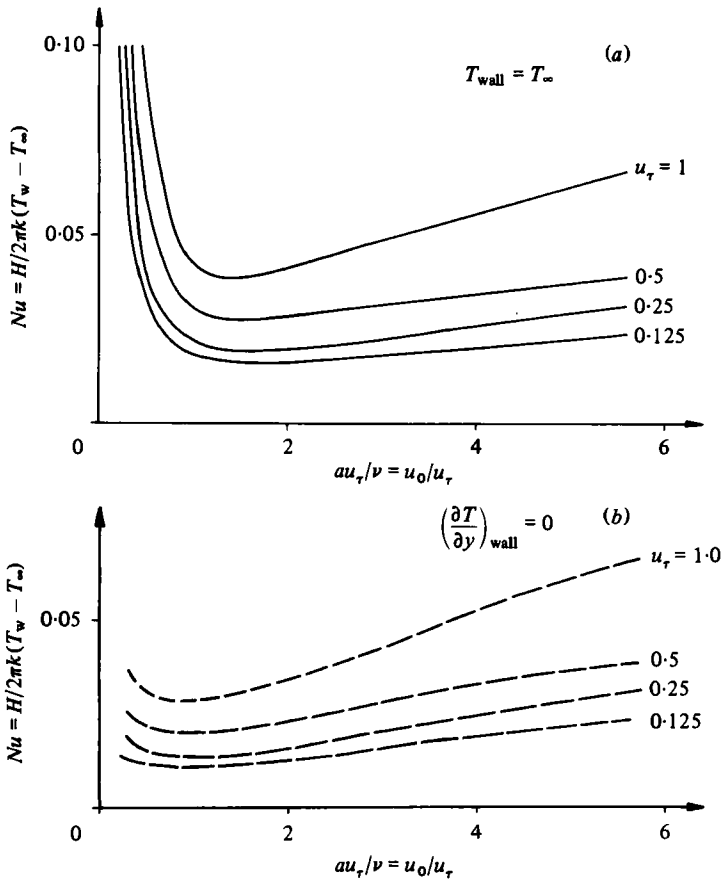 0·10
(a)
T_wall = T_∞
u_τ = 1
0·05
Nu = H/2πk(T_w − T_∞)
0·5
0·25
0·125
0
2
4
6
au_τ/ν = u_0/u_τ
(∂T/∂y)_wall = 0
(b)
u_τ = 1·0
0·05
Nu = H/2πk(T_w − T_∞)
0·5
0·25
0·125
0
2
4
6
au_τ/ν = u_0/u_τ